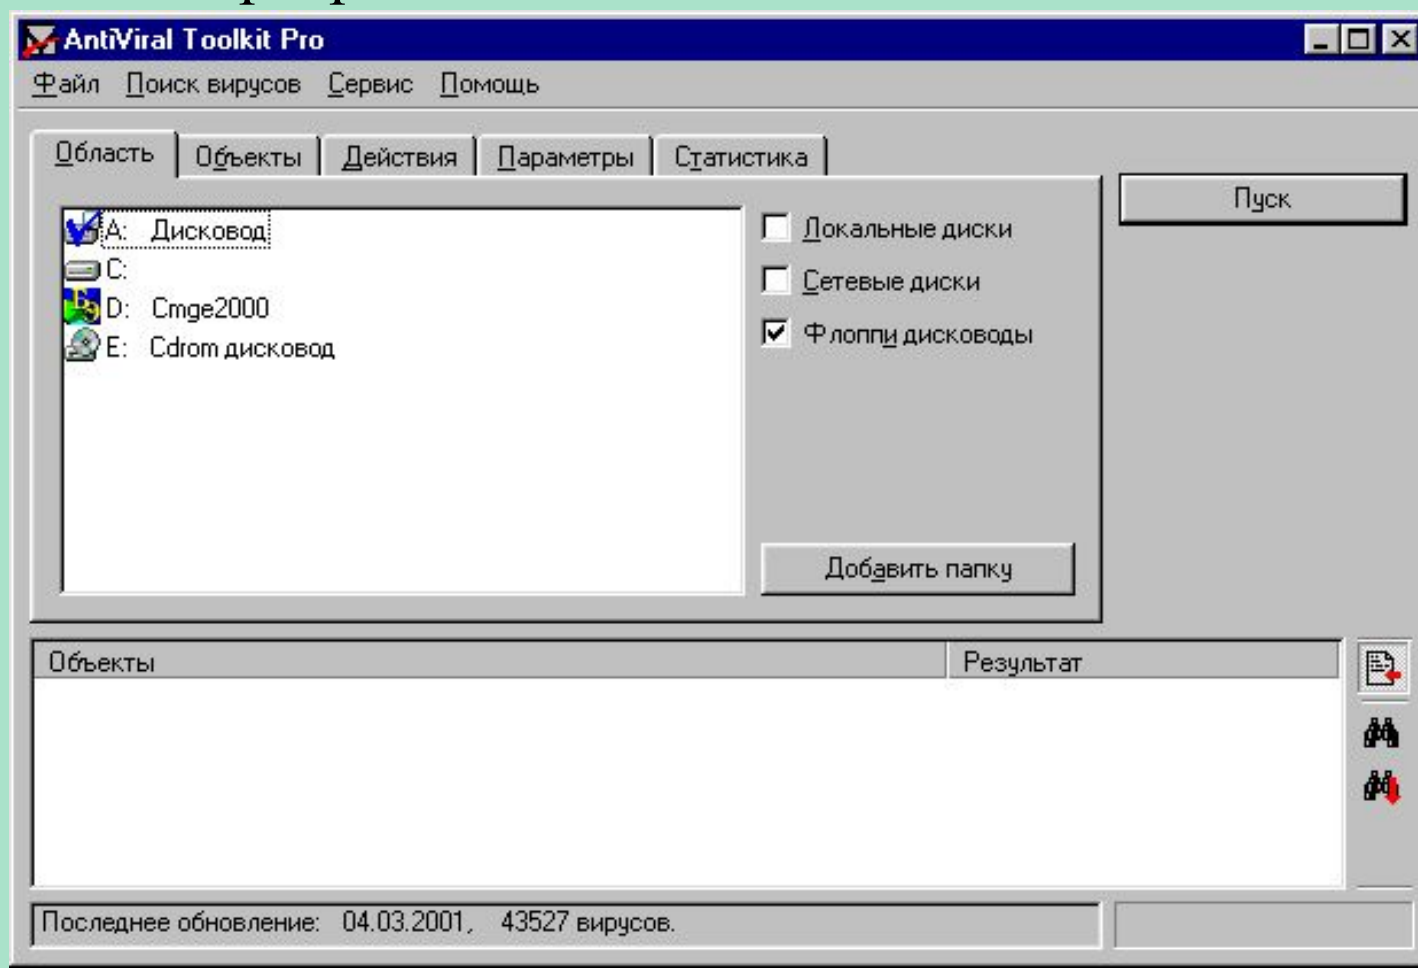 AntiViral Toolkit Pro
Файл Поиск вирусов Сервис Помощь
Область Объекты Действия Параметры Статистика
Пуск
A: Дисковод
C:
D: Cmge2000
E: Cdrom дисковод
Локальные диски
Сетевые диски
Флоппи дисководы
Добавить папку
Объекты Результат
Последнее обновление: 04.03.2001, 43527 вирусов.